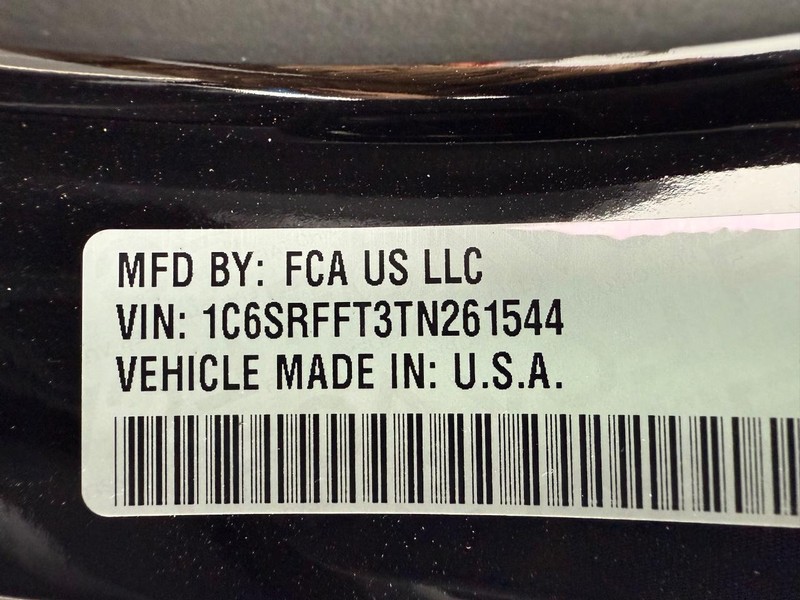 MFD BY: FCA US LLC
VIN: 1C6SRFFT3TN261544
VEHICLE MADE IN: U.S.A.